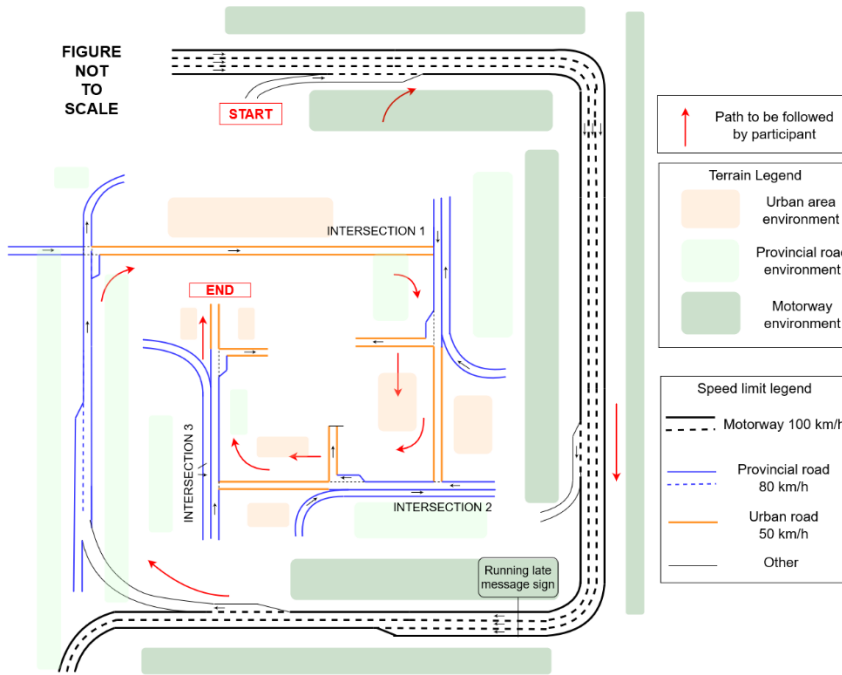 FIGURE
NOT
TO
SCALE
START
Path to be followed
by participant
Terrain Legend
Urban area
environment
Provincial road
environment
Motorway
environment
INTERSECTION 1
END
INTERSECTION 3
INTERSECTION 2
Running late
message sign
Speed limit legend
Motorway 100 km/h
Provincial road
80 km/h
Urban road
50 km/h
Other